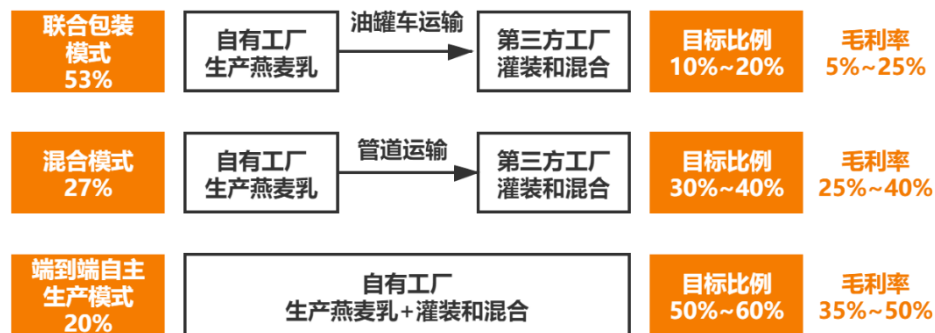 联合包装
模式
53%
自有工厂
生产燕麦乳
油罐车运输
第三方工厂
灌装和混合
目标比例
10%~20%
毛利率
5%~25%
混合模式
27%
自有工厂
生产燕麦乳
管道运输
第三方工厂
灌装和混合
目标比例
30%~40%
毛利率
25%~40%
端到端自主
生产模式
20%
自有工厂
生产燕麦乳+灌装和混合
目标比例
50%~60%
毛利率
35%~50%